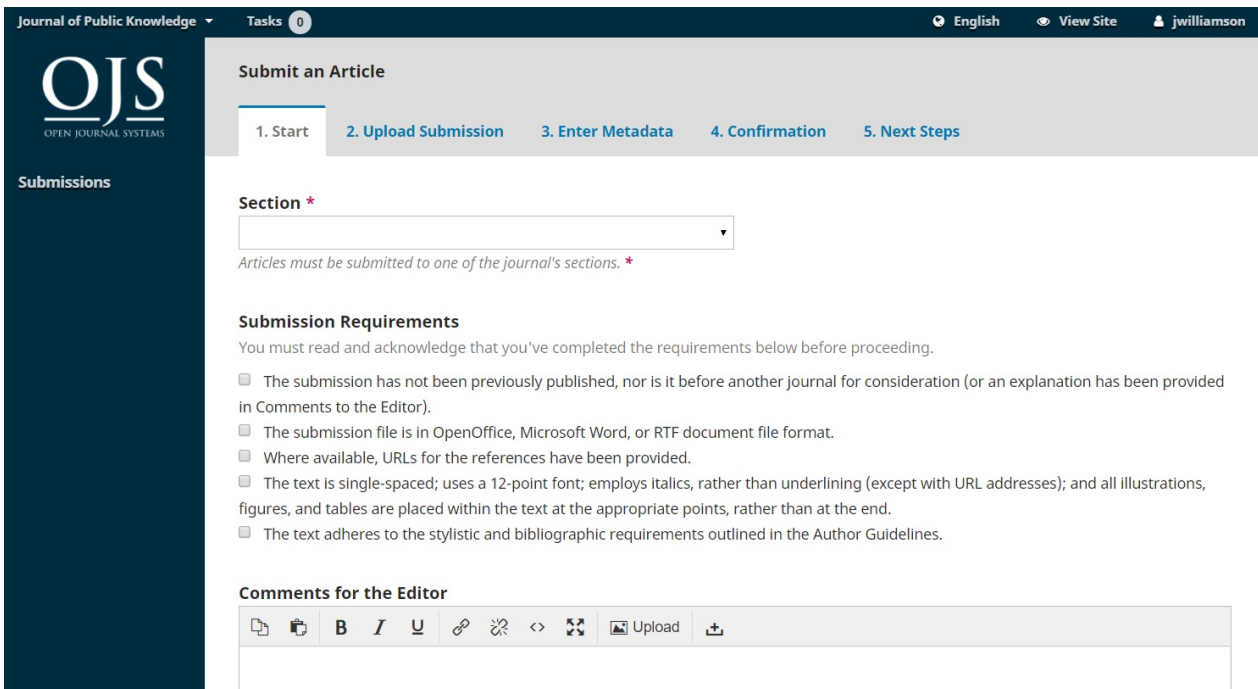 Journal of Public Knowledge
Tasks 0
English
View Site
jwilliamson
OJS
OPEN JOURNAL SYSTEMS
Submissions
Submit an Article
1. Start
2. Upload Submission
3. Enter Metadata
4. Confirmation
5. Next Steps
Section *
Articles must be submitted to one of the journal's sections. *
Submission Requirements
You must read and acknowledge that you've completed the requirements below before proceeding.
The submission has not been previously published, nor is it before another journal for consideration (or an explanation has been provided
in Comments to the Editor).
The submission file is in OpenOffice, Microsoft Word, or RTF document file format.
Where available, URLs for the references have been provided.
The text is single-spaced; uses a 12-point font; employs italics, rather than underlining (except with URL addresses); and all illustrations,
figures, and tables are placed within the text at the appropriate points, rather than at the end.
The text adheres to the stylistic and bibliographic requirements outlined in the Author Guidelines.
Comments for the Editor
B I U <> Upload